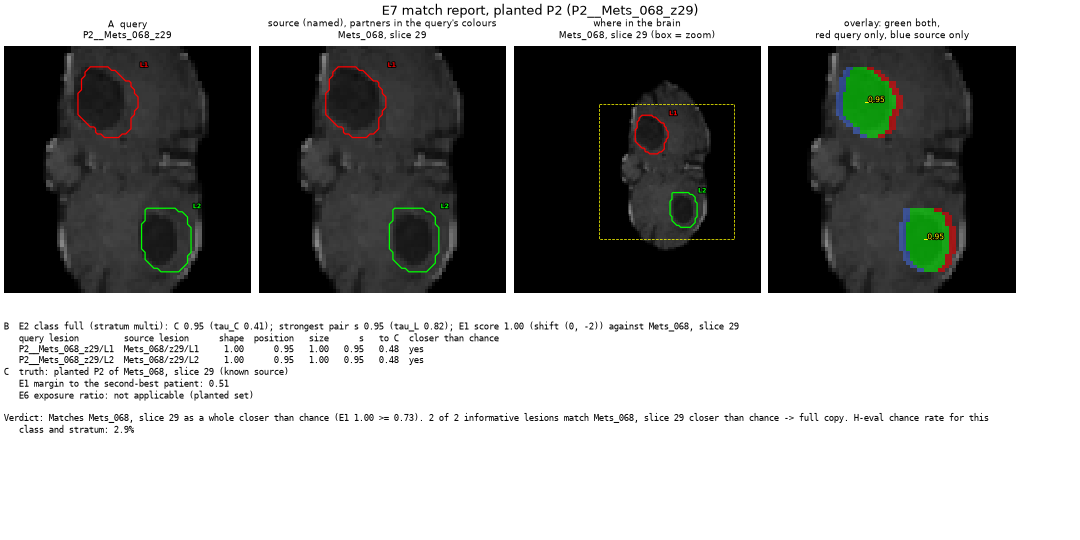 E7 match report, planted P2 (P2__Mets_068_z29)
A query
P2__Mets_068_z29
source (named), partners in the query's colours
Mets_068, slice 29
where in the brain
Mets_068, slice 29 (box = zoom)
overlay: green both,
red query only, blue source only
L1
L2
L1
L2
L1
L2
0.95
0.95
B E2 class full (stratum multi): C 0.95 (tau_C 0.41); strongest pair s 0.95 (tau_L 0.82); E1 score 1.00 (shift (0, -2)) against Mets_068, slice 29
query lesion source lesion shape position size s to C closer than chance
P2__Mets_068_z29/L1 Mets_068/z29/L1 1.00 0.95 1.00 0.95 0.48 yes
P2__Mets_068_z29/L2 Mets_068/z29/L2 1.00 0.95 1.00 0.95 0.48 yes
C truth: planted P2 of Mets_068, slice 29 (known source)
E1 margin to the second-best patient: 0.51
E6 exposure ratio: not applicable (planted set)
Verdict: Matches Mets_068, slice 29 as a whole closer than chance (E1 1.00 >= 0.73). 2 of 2 informative lesions match Mets_068, slice 29 closer than chance -> full copy. H-eval chance rate for this
class and stratum: 2.9%